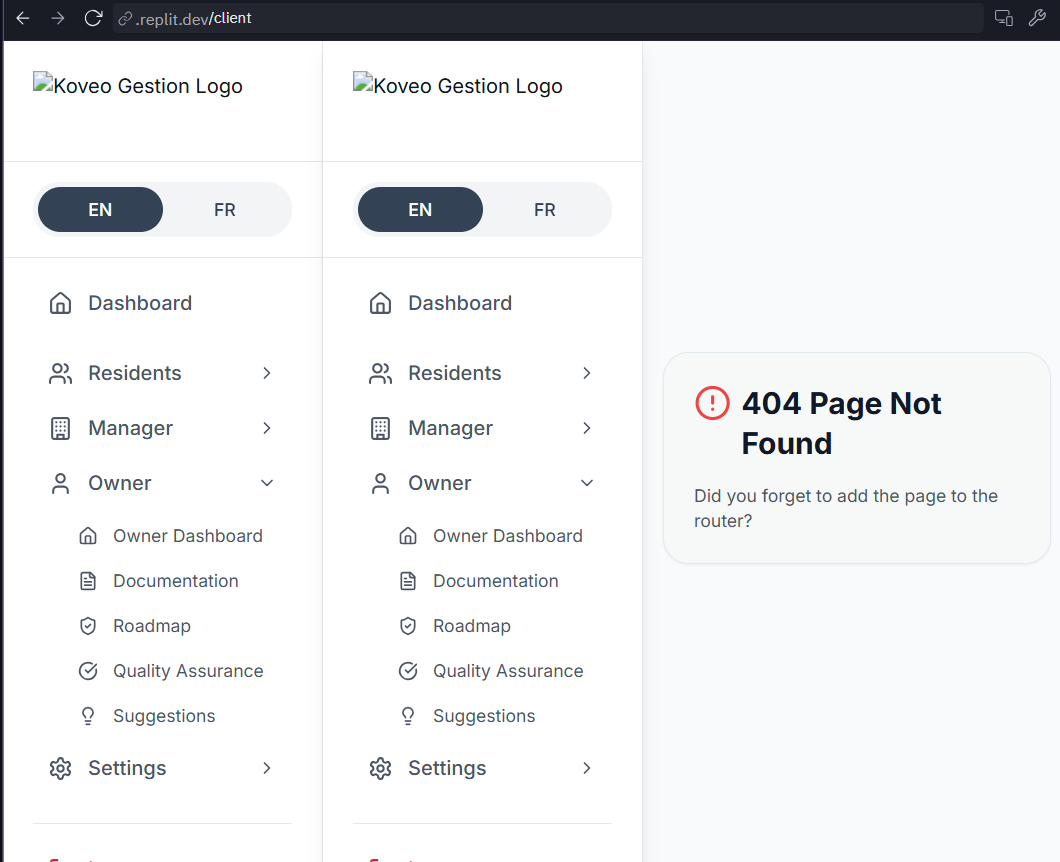 .replit.dev/client
Koveo Gestion Logo
EN FR
Dashboard
Residents
Manager
Owner
Owner Dashboard
Documentation
Roadmap
Quality Assurance
Suggestions
Settings
Koveo Gestion Logo
EN FR
Dashboard
Residents
Manager
Owner
Owner Dashboard
Documentation
Roadmap
Quality Assurance
Suggestions
Settings
404 Page Not
Found
Did you forget to add the page to the
router?